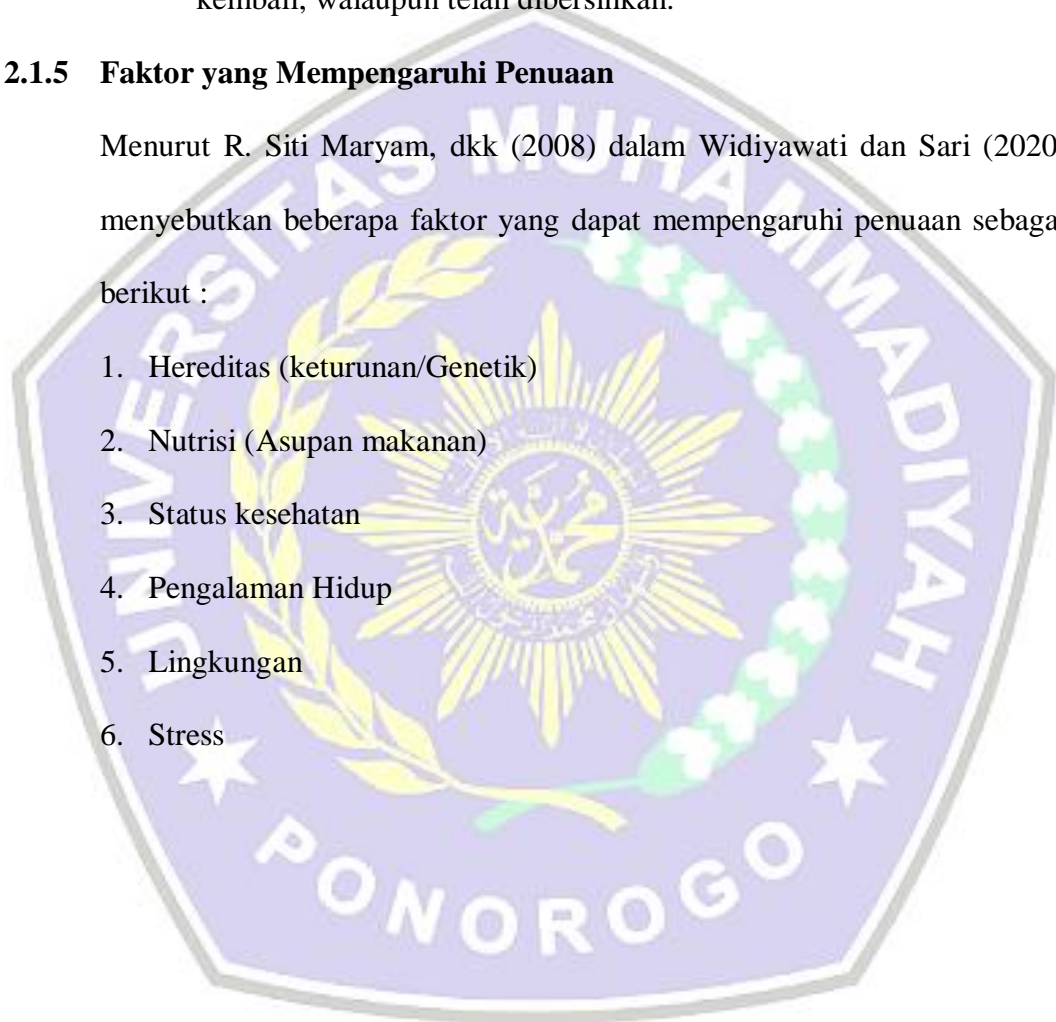 kembali, walaupun telah dibersihkan.
2.1.5 Faktor yang Mempengaruhi Penuaan
Menurut R. Siti Maryam, dkk (2008) dalam Widiyawati dan Sari (2020
menyebutkan beberapa faktor yang dapat mempengaruhi penuaan sebaga
berikut :
1. Hereditas (keturunan/Genetik)
2. Nutrisi (Asupan makanan)
3. Status kesehatan
4. Pengalaman Hidup
5. Lingkungan
6. Stress
UNIVERSITAS MUHAMMADIYAH
PONOROGO